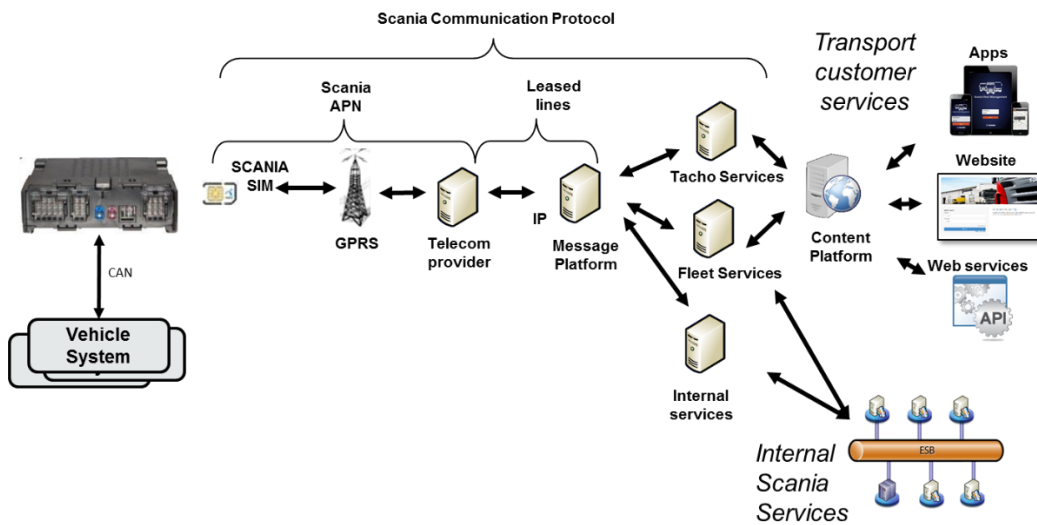 Scania Communication Protocol
Transport
customer
services
Apps
Scania
APN
Leased
lines
SCANIA
SIM
Website
Tacho Services
IP
GPRS
Telecom
provider
Message
Platform
Content
Platform
Fleet Services
Web services
API
CAN
Vehicle
System
Internal
services
ESB
Internal
Scania
Services